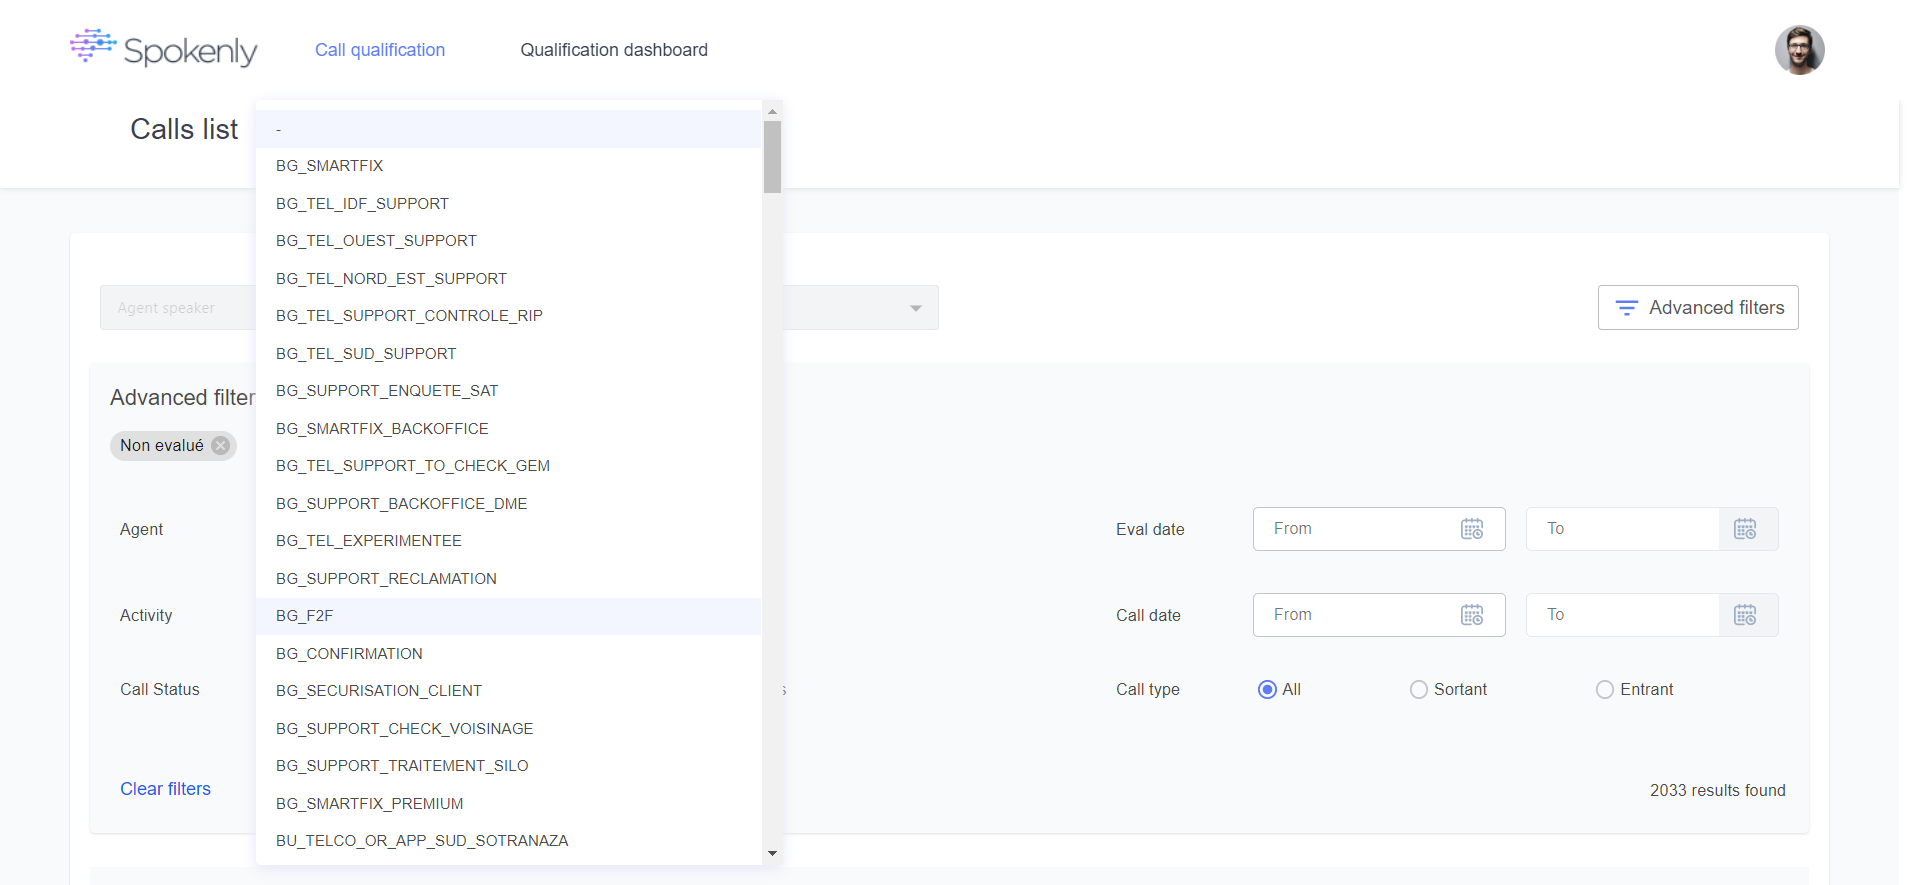 Spokenly
Call qualification
Qualification dashboard
Calls list
-
BG_SMARTFIX
BG_TEL_IDF_SUPPORT
BG_TEL_OUEST_SUPPORT
BG_TEL_NORD_EST_SUPPORT
BG_TEL_SUPPORT_CONTROLE_RIP
BG_TEL_SUD_SUPPORT
BG_SUPPORT_ENQUETE_SAT
BG_SMARTFIX_BACKOFFICE
BG_TEL_SUPPORT_TO_CHECK_GEM
BG_SUPPORT_BACKOFFICE_DME
BG_TEL_EXPERIMENTEE
BG_SUPPORT_RECLAMATION
BG_F2F
BG_CONFIRMATION
BG_SECURISATION_CLIENT
BG_SUPPORT_CHECK_VOISINAGE
BG_SUPPORT_TRAITEMENT_SILO
BG_SMARTFIX_PREMIUM
BU_TELCO_OR_APP_SUD_SOTRANAZA
Agent speaker
Advanced filters
Advanced filter
Non evalué
Agent
Eval date
From
To
Activity
Call date
From
To
Call Status
s
Call type
All
Sortant
Entrant
Clear filters
2033 results found